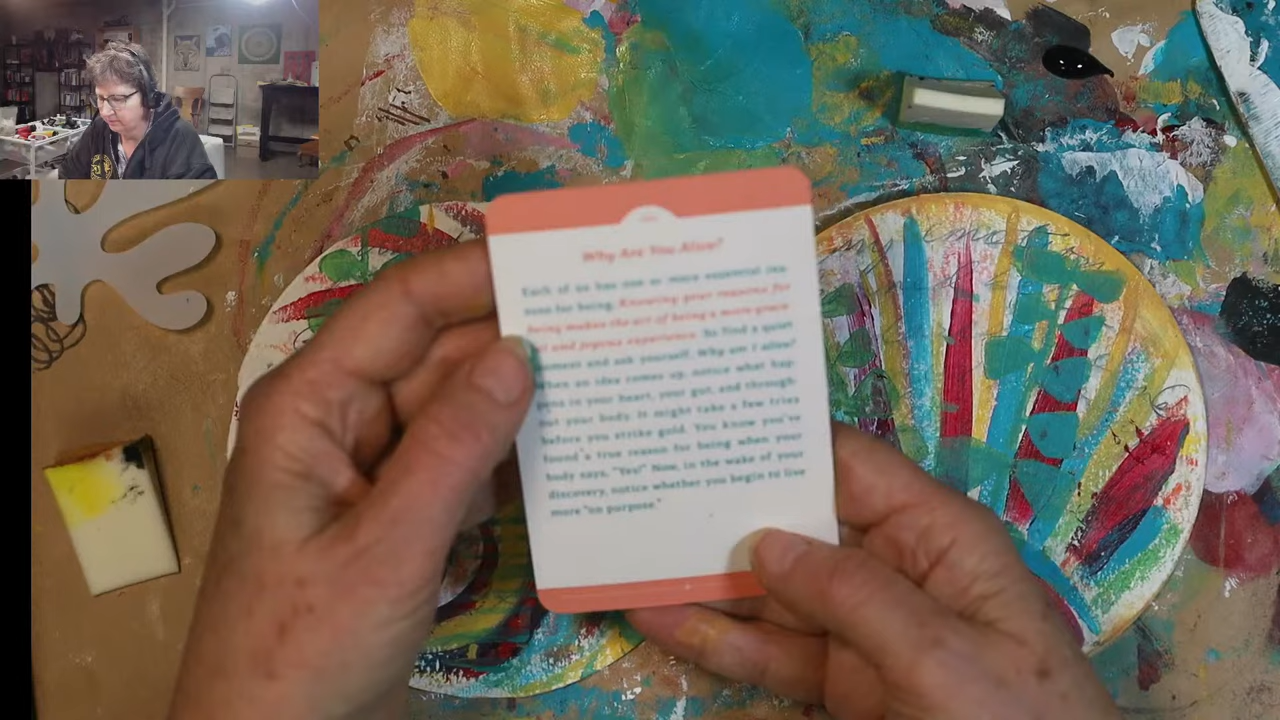 Why Are You Alive?
Each of us has one or more essential rea-
sons for being. Knowing your reasons for
being makes the art of being a more grace-
ful and joyous experience. So find a quiet
moment and ask yourself, Why am I alive?
When an idea comes up, notice what hap-
pens in your heart, your gut, and through-
out your body. It might take a few tries
before you strike gold. You know you've
found a true reason for being when your
body says, "Yes!" Now, in the wake of your
discovery, notice whether you begin to live
more "on purpose."